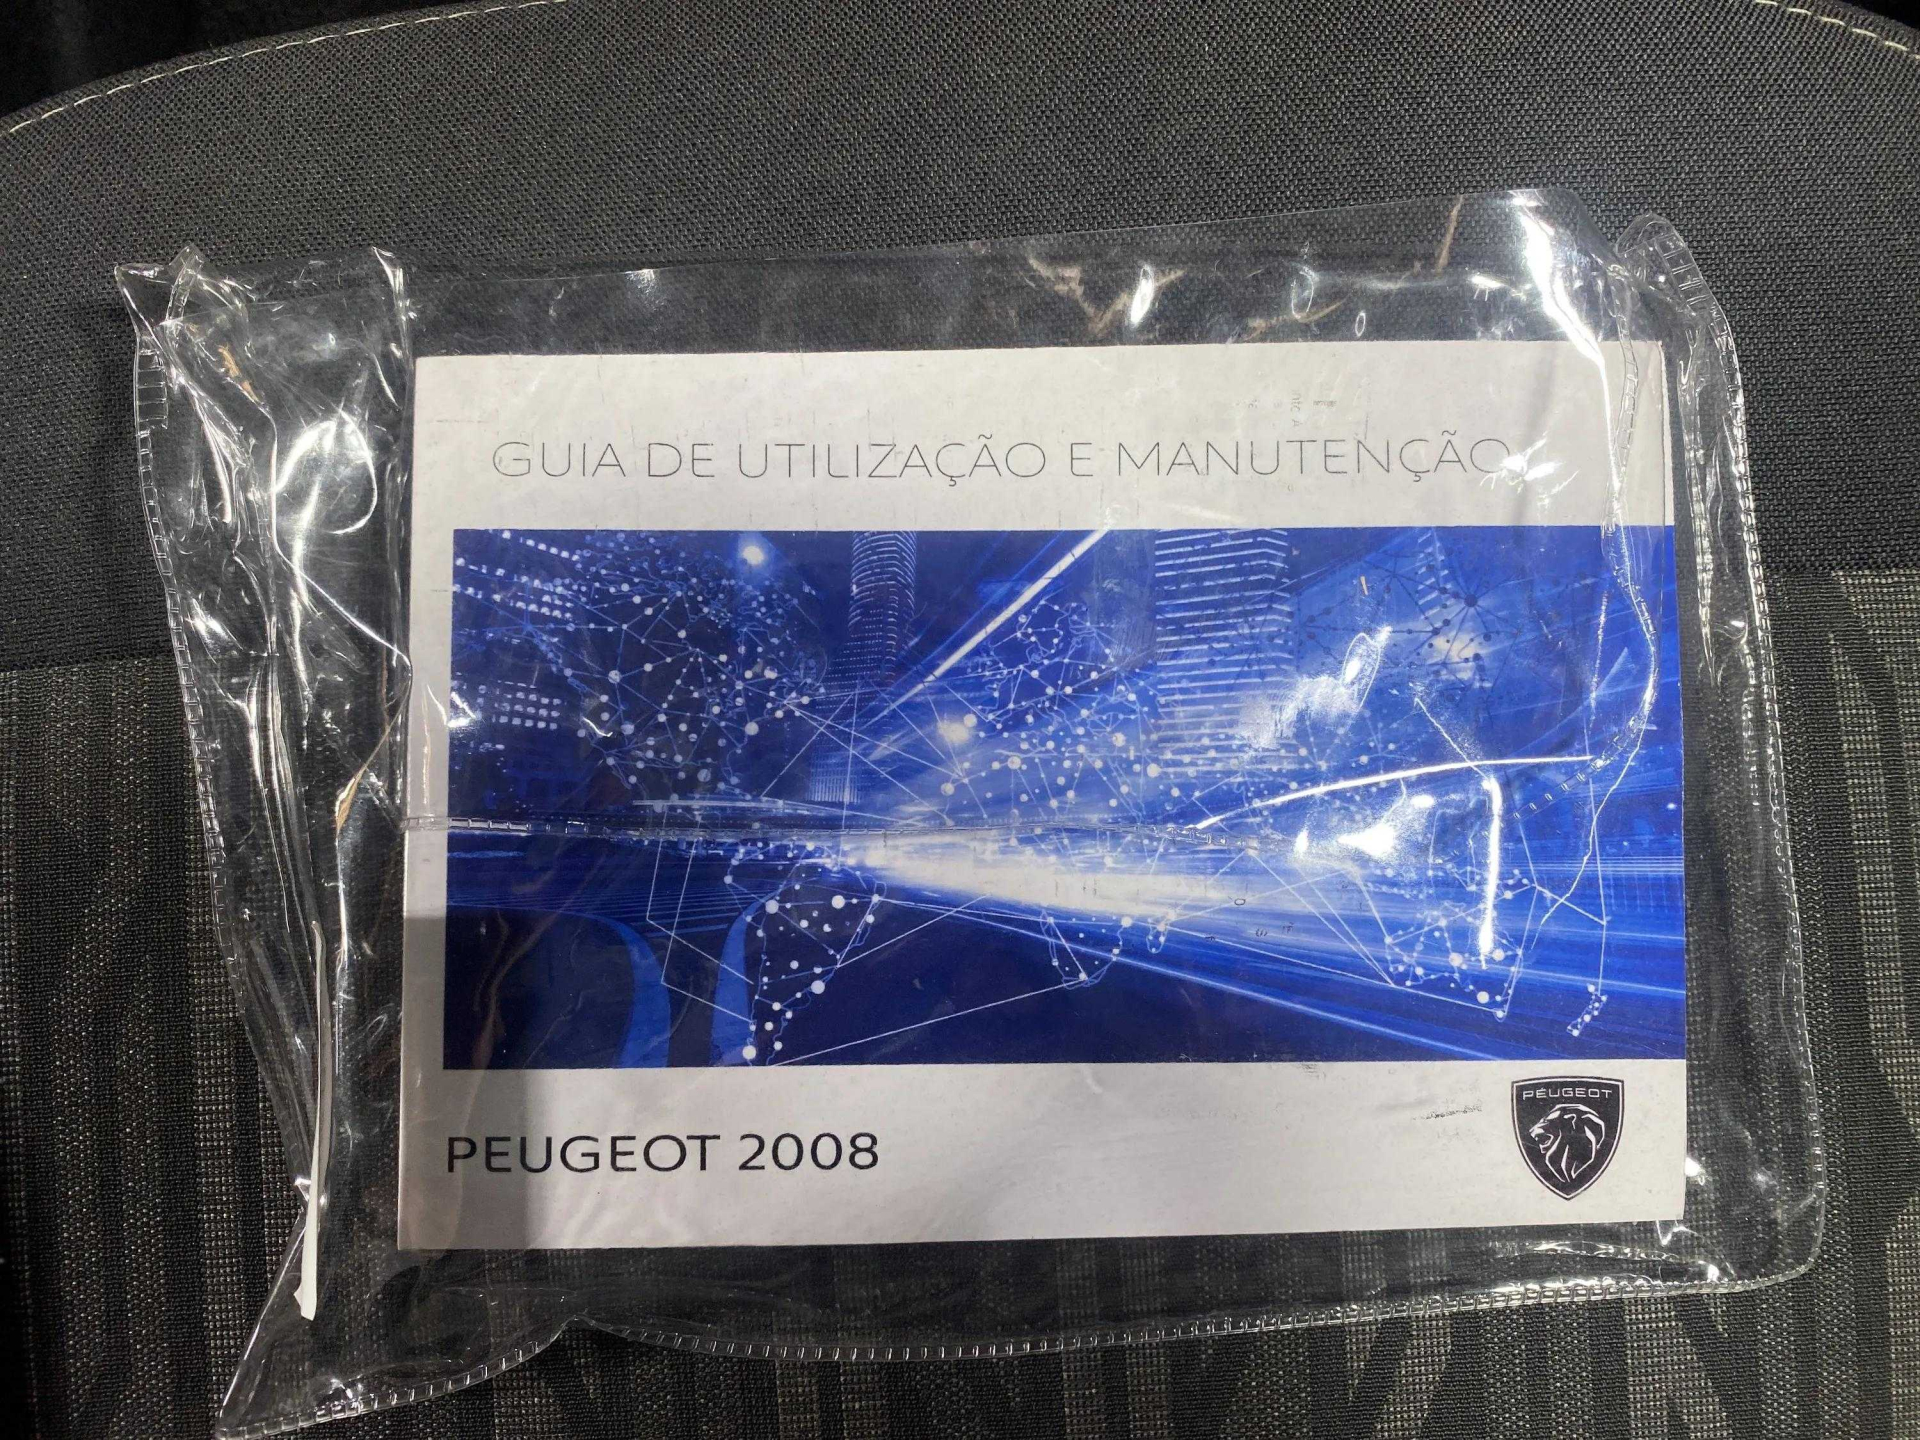 GUIA DE UTILIZAÇÃO E MANUTENÇÃO
PEUGEOT 2008
PEUGEOT